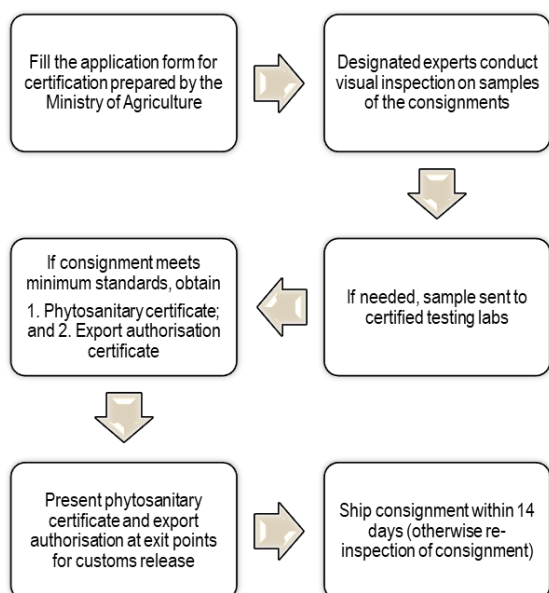 Fill the application form for
certification prepared by the
Ministry of Agriculture
Designated experts conduct
visual inspection on samples
of the consignments
If needed, sample sent to
certified testing labs
If consignment meets
minimum standards, obtain
1. Phytosanitary certificate;
and 2. Export authorisation
certificate
Present phytosanitary
certificate and export
authorisation at exit points
for customs release
Ship consignment within 14
days (otherwise re-
inspection of consignment)